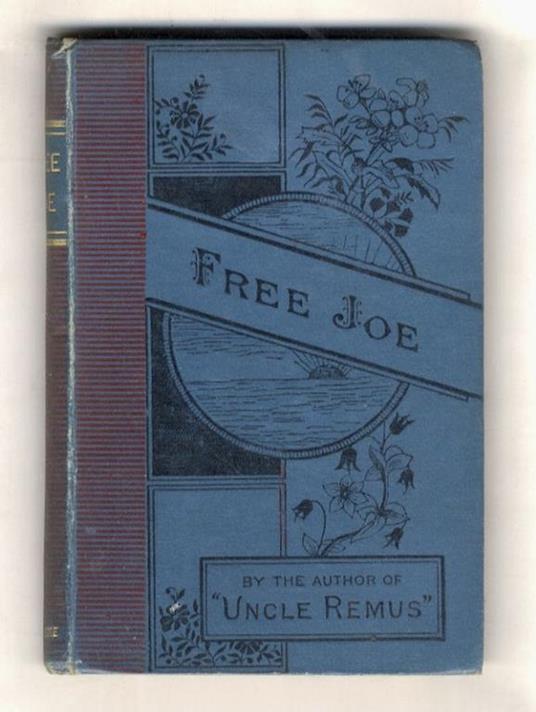 FREE JOE
BY THE AUTHOR OF
"UNCLE REMUS"